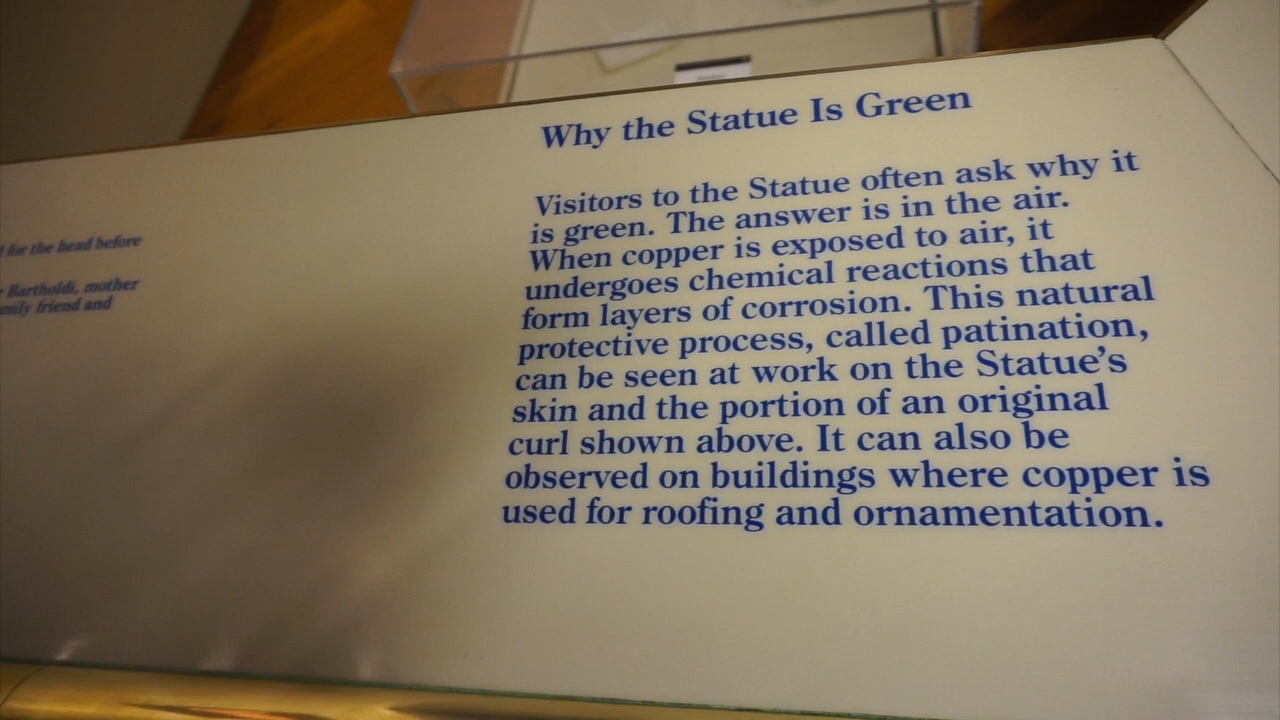 for the head before
Bartholdi, mother
friend and
Why the Statue Is Green
Visitors to the Statue often ask why it
is green. The answer is in the air.
When copper is exposed to air, it
undergoes chemical reactions that
form layers of corrosion. This natural
protective process, called patination,
can be seen at work on the Statue's
skin and the portion of an original
curl shown above. It can also be
observed on buildings where copper is
used for roofing and ornamentation.